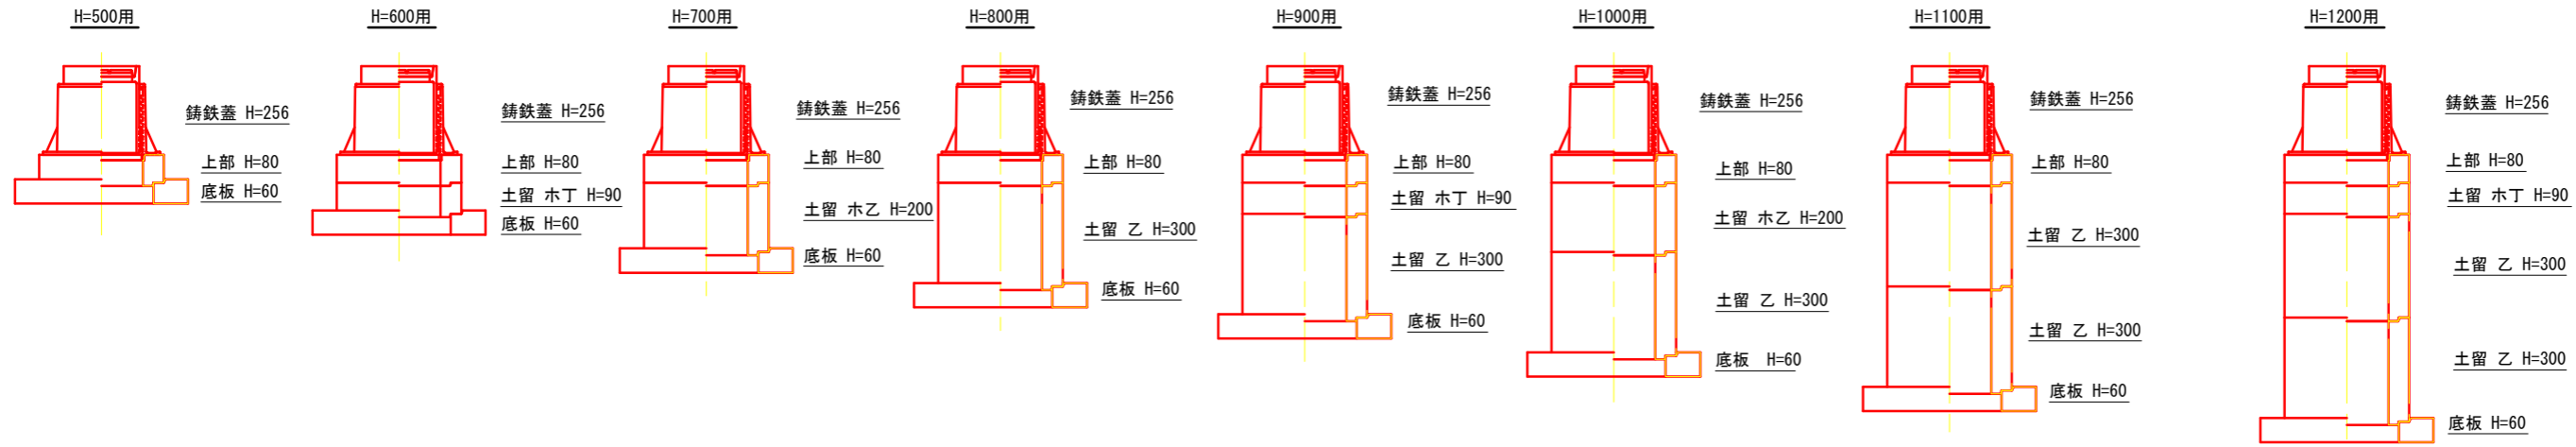 H=500用
鋳鉄蓋 H=256
上部 H=80
底板 H=60
H=600用
鋳鉄蓋 H=256
上部 H=80
土留 ホ丁 H=90
底板 H=60
H=700用
鋳鉄蓋 H=256
上部 H=80
土留 ホ乙 H=200
底板 H=60
H=800用
鋳鉄蓋 H=256
上部 H=80
土留 乙 H=300
底板 H=60
H=900用
鋳鉄蓋 H=256
上部 H=80
土留 ホ丁 H=90
土留 乙 H=300
底板 H=60
H=1000用
鋳鉄蓋 H=256
上部 H=80
土留 ホ乙 H=200
土留 乙 H=300
底板 H=60
H=1100用
鋳鉄蓋 H=256
上部 H=80
土留 乙 H=300
土留 乙 H=300
底板 H=60
H=1200用
鋳鉄蓋 H=256
上部 H=80
土留 ホ丁 H=90
土留 乙 H=300
土留 乙 H=300
底板 H=60